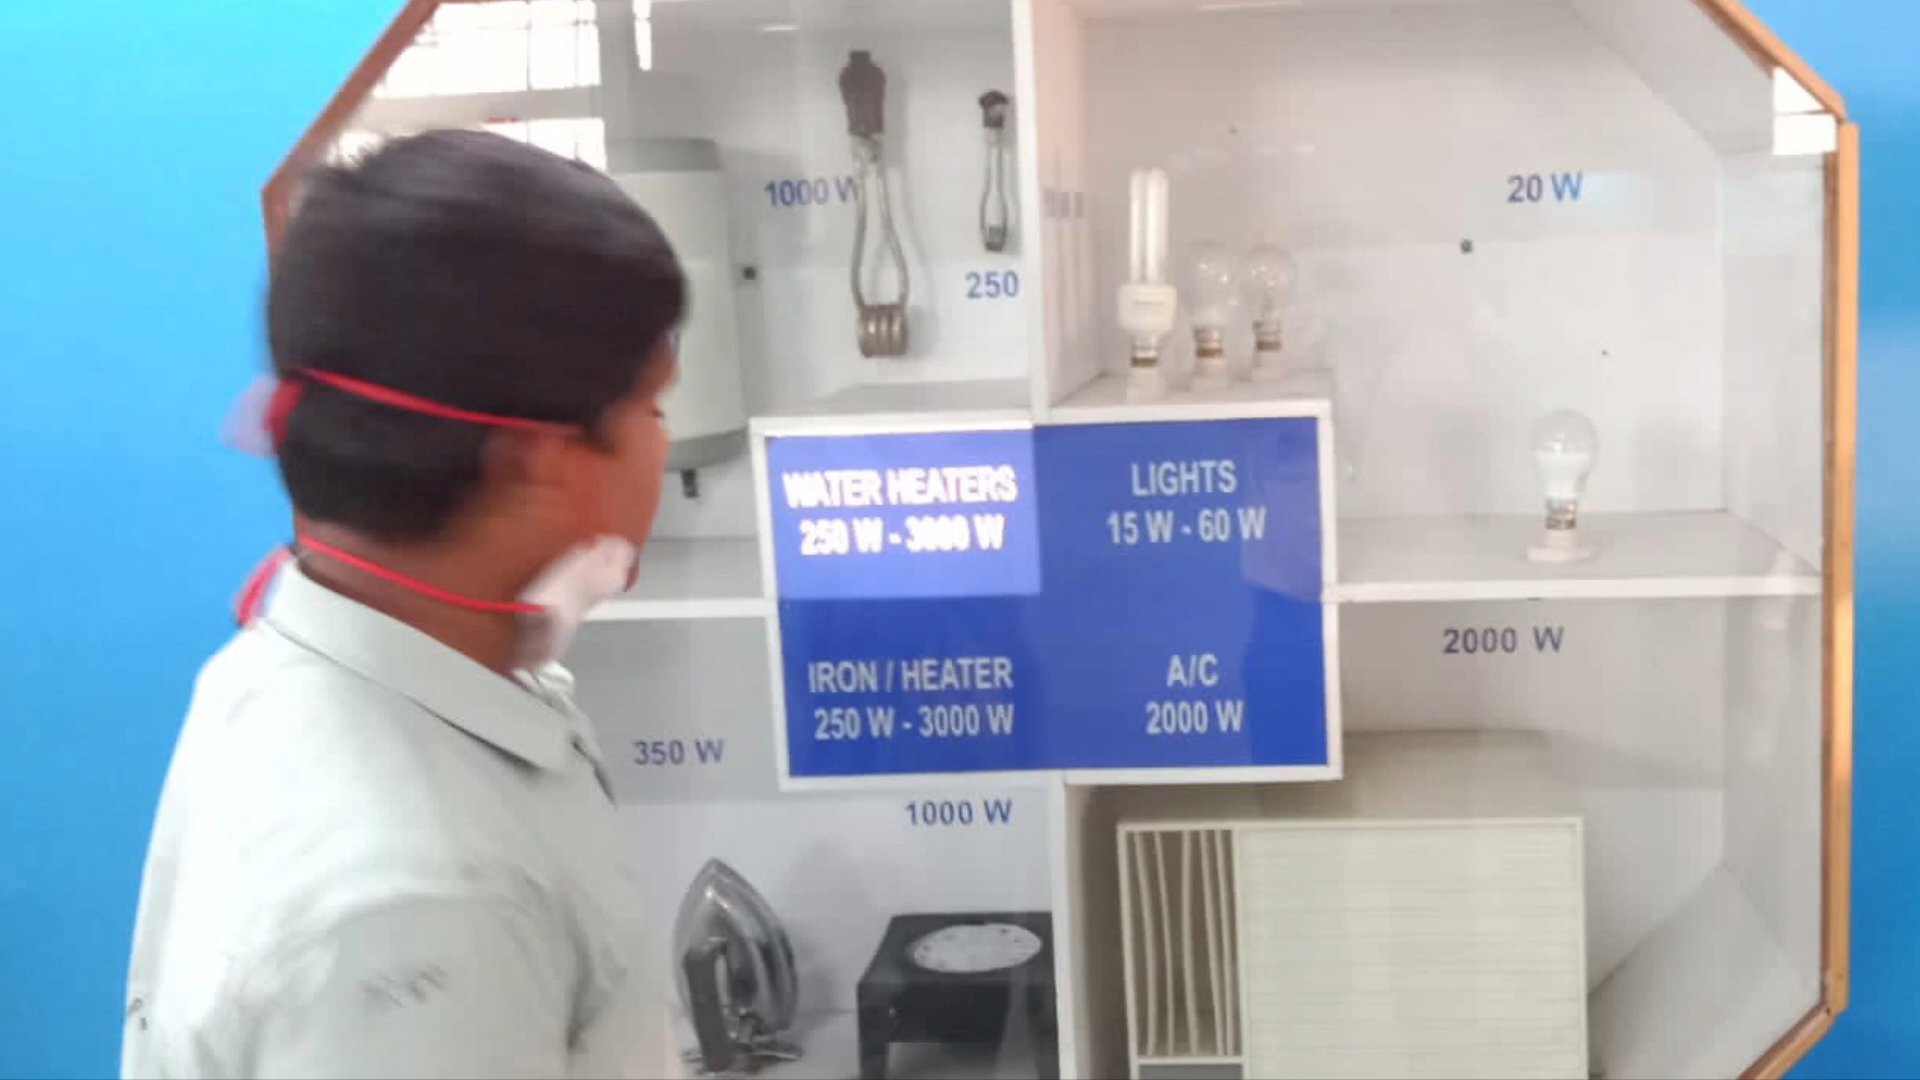 1000 W
250
20 W
WATER HEATERS
250 W - 3000 W
LIGHTS
15 W - 60 W
IRON / HEATER
250 W - 3000 W
A/C
2000 W
2000 W
350 W
1000 W